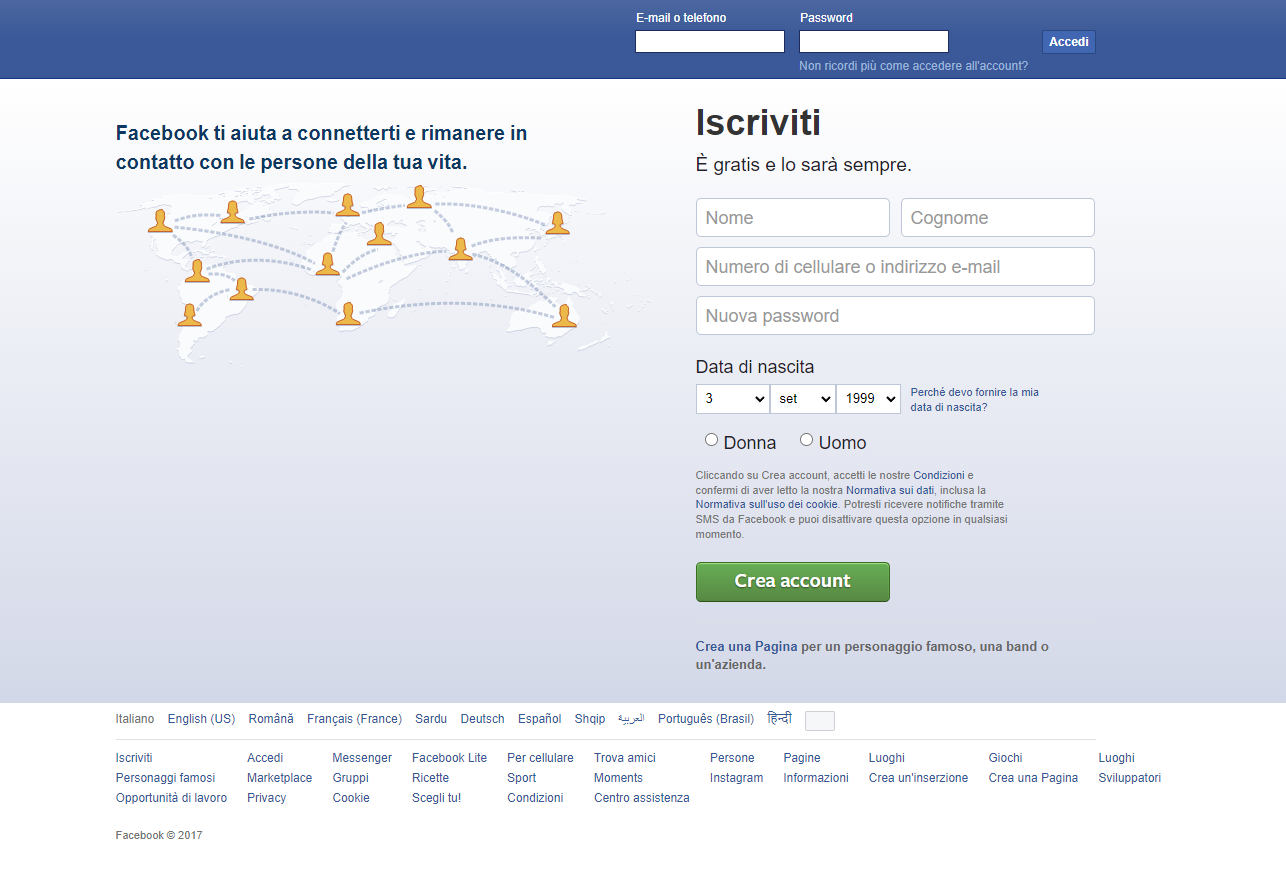 E-mail o telefono
Password
Accedi
Non ricordi più come accedere all'account?
Facebook ti aiuta a connetterti e rimanere in
contatto con le persone della tua vita.
Iscriviti
È gratis e lo sarà sempre.
Nome
Cognome
Numero di cellulare o indirizzo e-mail
Nuova password
Data di nascita
3 set 1999
Perché devo fornire la mia
data di nascita?
Donna Uomo
Cliccando su Crea account, accetti le nostre Condizioni e
confermi di aver letto la nostra Normativa sui dati, inclusa la
Normativa sull'uso dei cookie. Potresti ricevere notifiche tramite
SMS da Facebook e puoi disattivare questa opzione in qualsiasi
momento.
Crea account
Crea una Pagina per un personaggio famoso, una band o
un'azienda.
Italiano English (US) Română Français (France) Sardu Deutsch Español Shqip العربية Português (Brasil) हिन्दी
Iscriviti Accedi Messenger Facebook Lite Per cellulare Trova amici Persone Pagine Luoghi Giochi Luoghi
Personaggi famosi Marketplace Gruppi Ricette Sport Moments Instagram Informazioni Crea un'inserzione Crea una Pagina Sviluppatori
Opportunità di lavoro Privacy Cookie Scegli tu! Condizioni Centro assistenza
Facebook © 2017